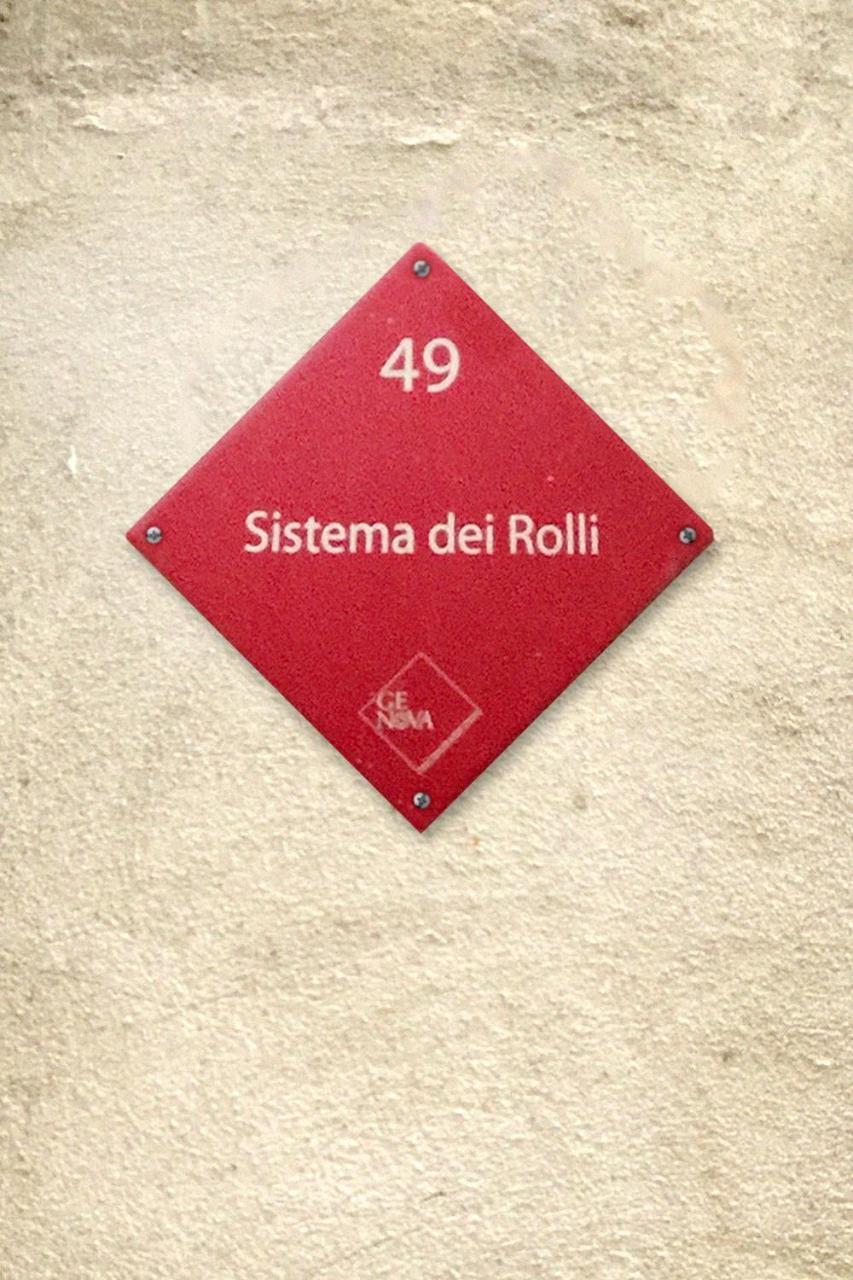 49
Sistema dei Rolli
GE
NOVA